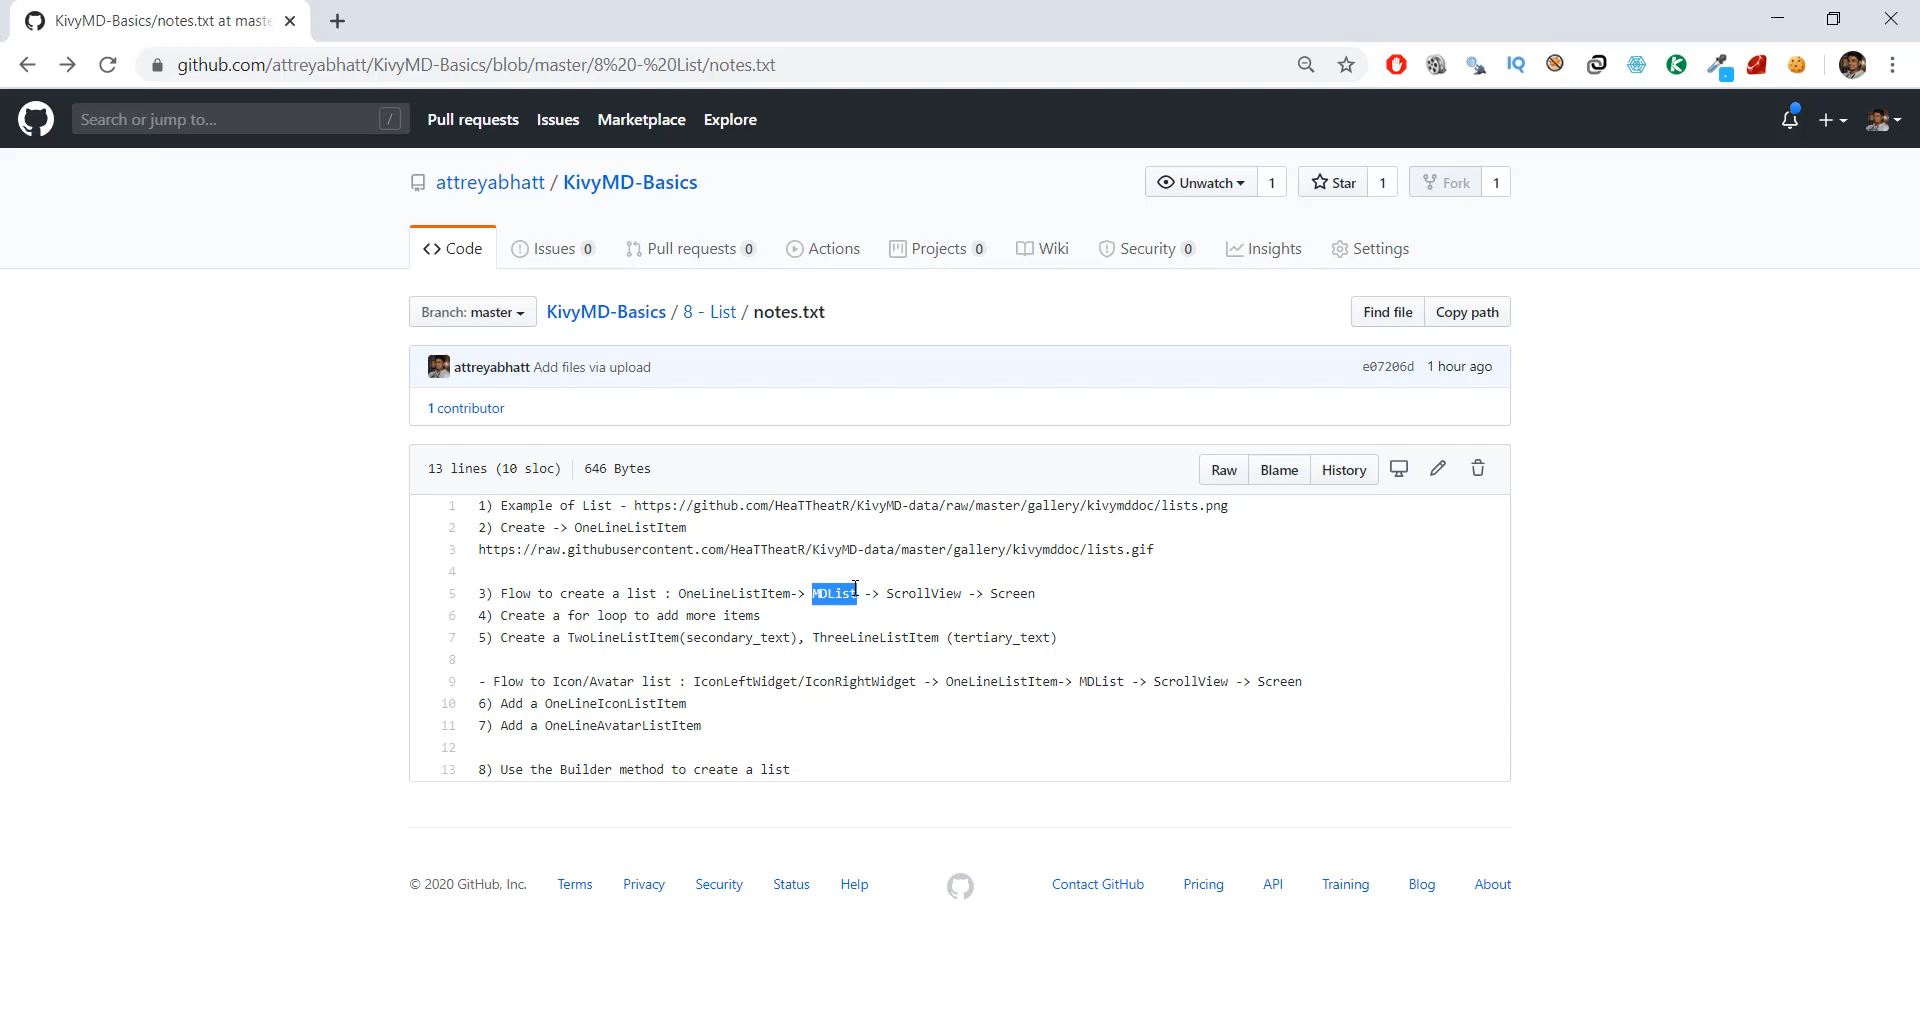 KivyMD-Basics/notes.txt at maste
github.com/attreyabhatt/KivyMD-Basics/blob/master/8%20-%20List/notes.txt
IQ
Search or jump to... /
Pull requests Issues Marketplace Explore
attreyabhatt / KivyMD-Basics
Unwatch 1 Star 1 Fork 1
Code Issues 0 Pull requests 0 Actions Projects 0 Wiki Security 0 Insights Settings
Branch: master KivyMD-Basics / 8 - List / notes.txt Find file Copy path
attreyabhatt Add files via upload e07206d 1 hour ago
1 contributor
13 lines (10 sloc) 646 Bytes Raw Blame History
1 1) Example of List - https://github.com/HeaTTheatR/KivyMD-data/raw/master/gallery/kivymddoc/lists.png
2 2) Create -> OneLineListItem
3 https://raw.githubusercontent.com/HeaTTheatR/KivyMD-data/master/gallery/kivymddoc/lists.gif
4
5 3) Flow to create a list : OneLineListItem-> MDList -> ScrollView -> Screen
6 4) Create a for loop to add more items
7 5) Create a TwoLineListItem(secondary_text), ThreeLineListItem (tertiary_text)
8
9 - Flow to Icon/Avatar list : IconLeftWidget/IconRightWidget -> OneLineListItem-> MDList -> ScrollView -> Screen
10 6) Add a OneLineIconListItem
11 7) Add a OneLineAvatarListItem
12
13 8) Use the Builder method to create a list
© 2020 GitHub, Inc. Terms Privacy Security Status Help Contact GitHub Pricing API Training Blog About